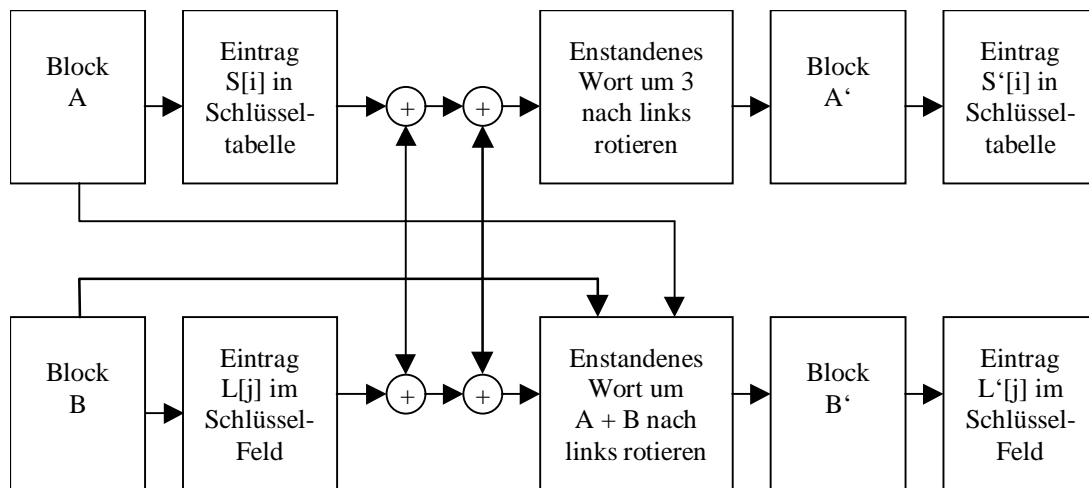 Block
A
Eintrag
S[i] in
Schlüssel-
tabelle
+
+
Enstandenes
Wort um 3
nach links
rotieren
Block
A‘
Eintrag
S‘[i] in
Schlüssel-
tabelle
Block
B
Eintrag
L[j] im
Schlüssel-
Feld
+
+
Enstandenes
Wort um
A + B nach
links rotieren
Block
B‘
Eintrag
L‘[j] im
Schlüssel-
Feld